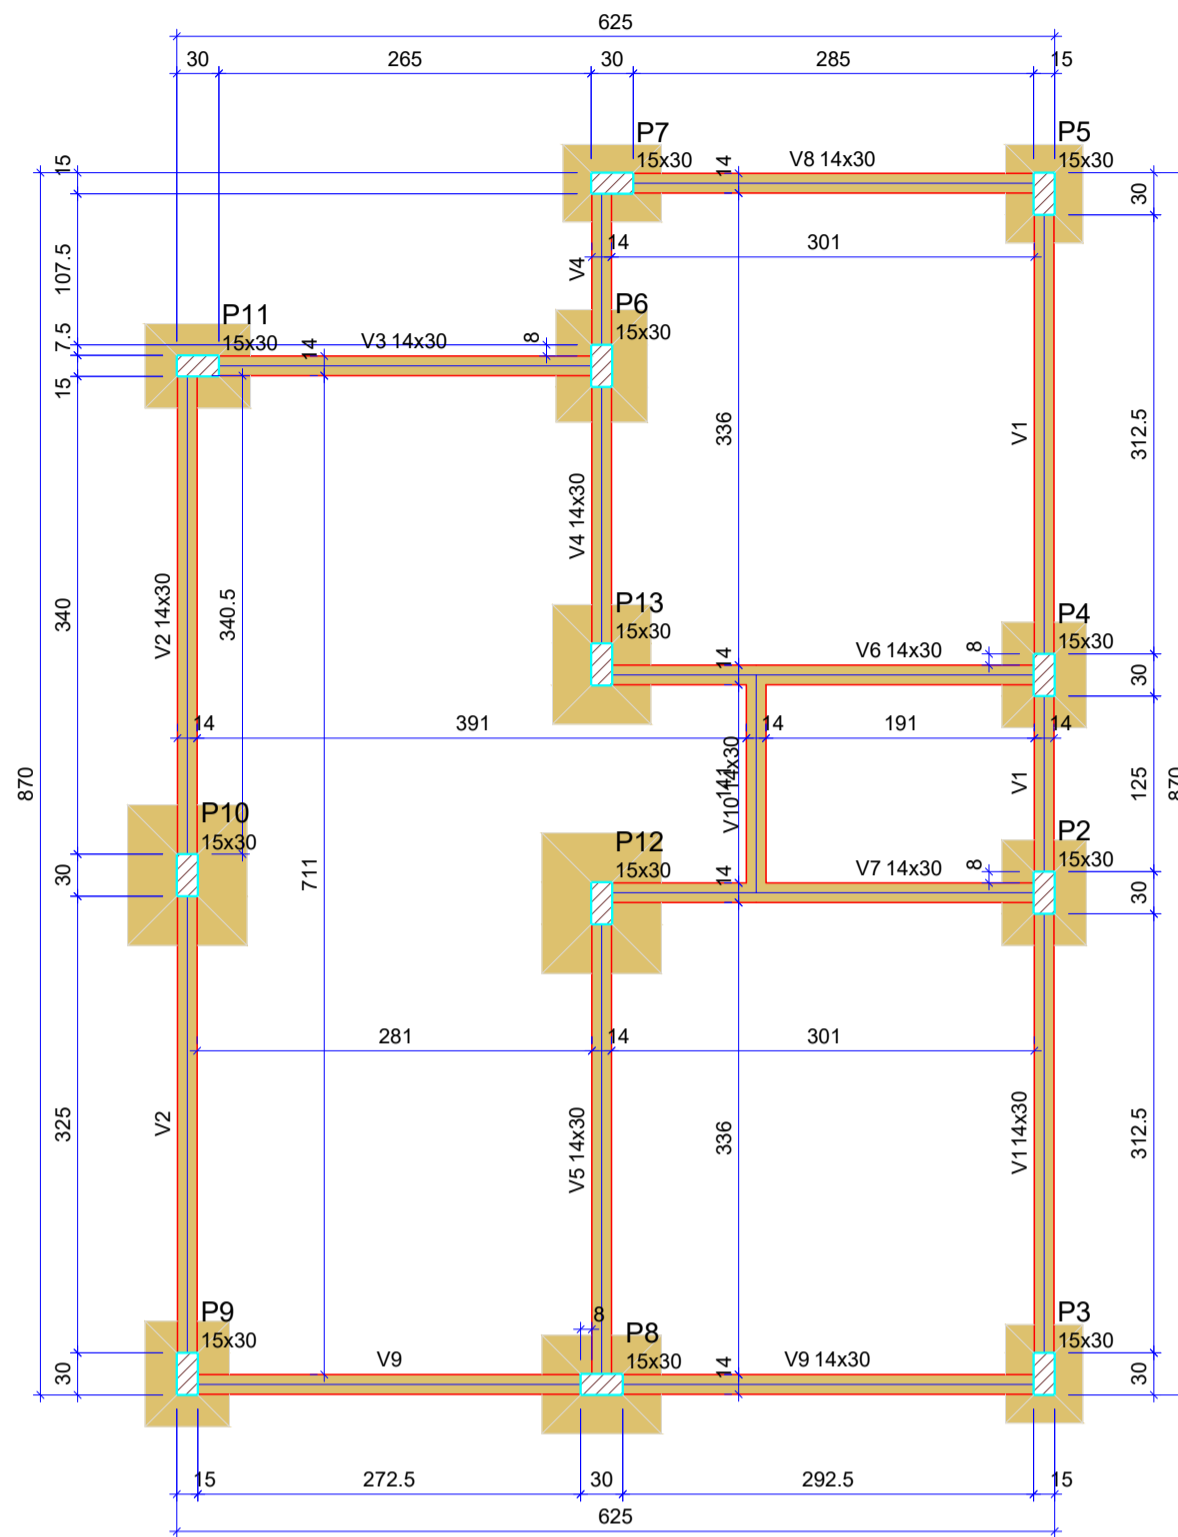 625
30 265 30 285 15
P7
15x30
14
V8 14x30
P5
15x30
15
30
107.5
V4
14
301
P11
15x30
14
V3 14x30
8
P6
15x30
7.5
15
336
V1
312.5
V4 14x30
340
V2 14x30
340.5
P13
15x30
14
V6 14x30
8
P4
15x30
30
14
391
14
191
14
870
V10 14x30
141
V1
125
870
P10
15x30
30
711
P12
15x30
14
V7 14x30
8
P2
15x30
30
281
14
301
325
V2
V5 14x30
336
V1 14x30
312.5
P9
15x30
30
V9
8
P8
15x30
14
V9 14x30
P3
15x30
30
15 272.5 30 292.5 15
625